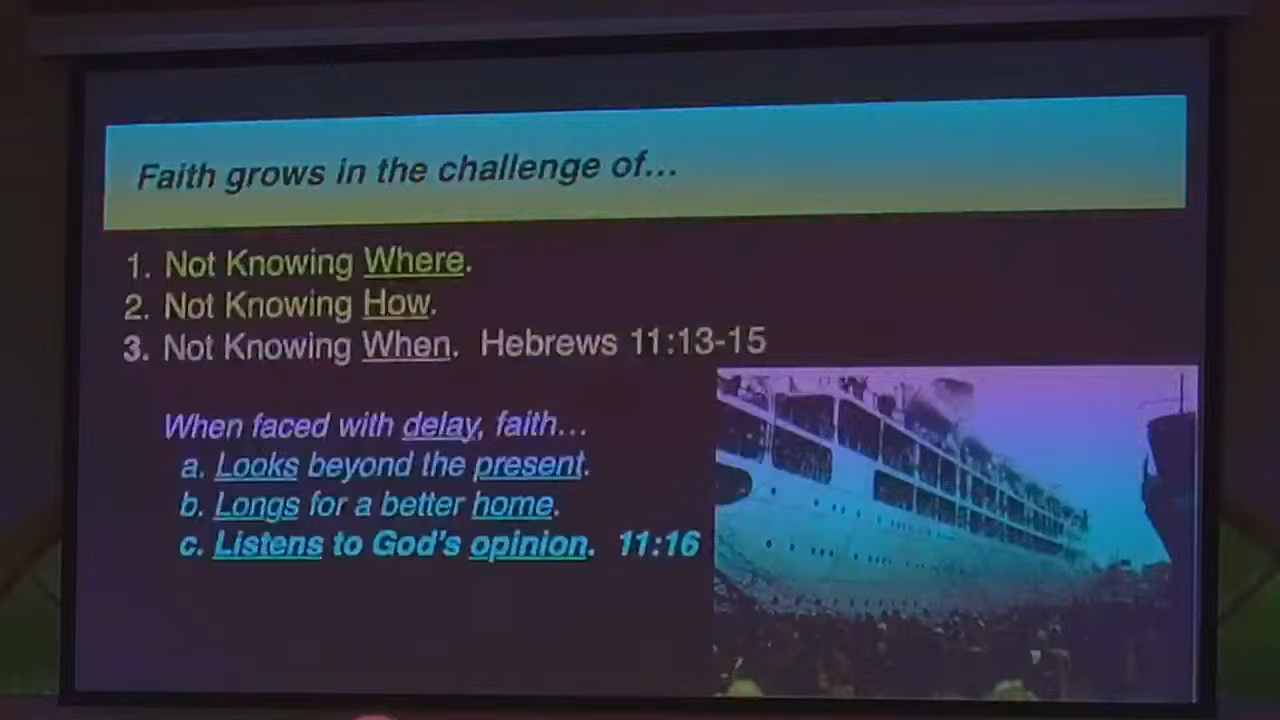 Faith grows in the challenge of...
1. Not Knowing Where.
2. Not Knowing How.
3. Not Knowing When. Hebrews 11:13-15
When faced with delay, faith...
a. Looks beyond the present.
b. Longs for a better home.
c. Listens to God's opinion. 11:16